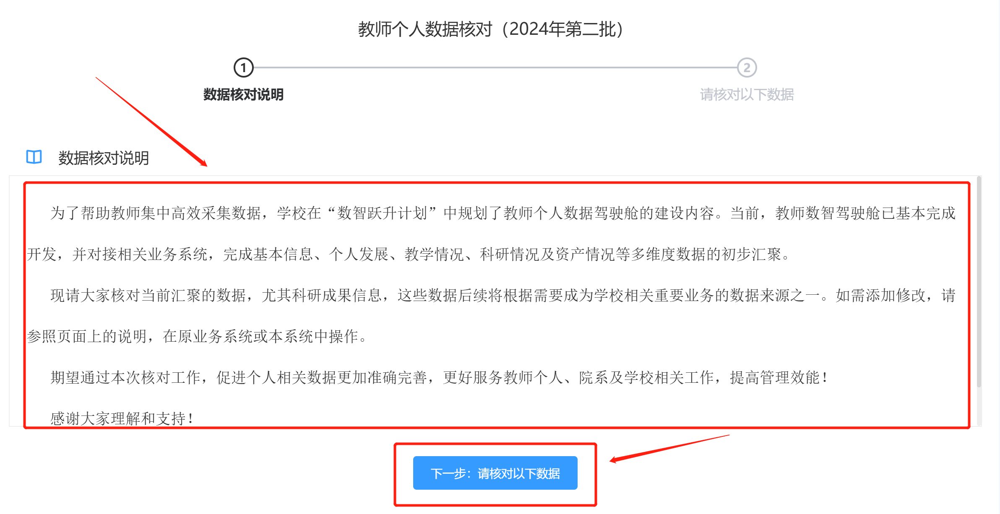 教师个人数据核对（2024年第二批）
1
2
数据核对说明
请核对以下数据
数据核对说明
为了帮助教师集中高效采集数据，学校在“数智跃升计划”中规划了教师个人数据驾驶舱的建设内容。当前，教师数智驾驶舱已基本完成
开发，并对接相关业务系统，完成基本信息、个人发展、教学情况、科研情况及资产情况等多维度数据的初步汇聚。
现请大家核对当前汇聚的数据，尤其科研成果信息，这些数据后续将根据需要成为学校相关重要业务的数据来源之一。如需添加修改，请
参照页面上的说明，在原业务系统或本系统中操作。
期望通过本次核对工作，促进个人相关数据更加准确完善，更好服务教师个人、院系及学校相关工作，提高管理效能！
感谢大家理解和支持！
下一步：请核对以下数据